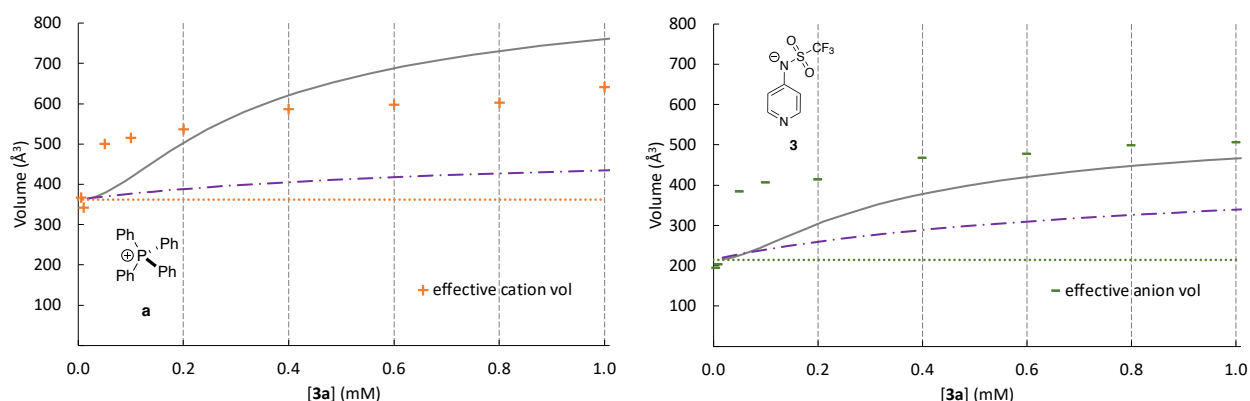 800
700
600
500
400
300
200
100
Volume (Å³)
Ph
Ph
⊕
P
Ph
Ph
a
effective cation vol
0.0 0.2 0.4 0.6 0.8 1.0
[3a] (mM)
800
700
600
500
400
300
200
100
Volume (Å³)
O
⊖
CF₃
S
N
O
N
3
effective anion vol
0.0 0.2 0.4 0.6 0.8 1.0
[3a] (mM)